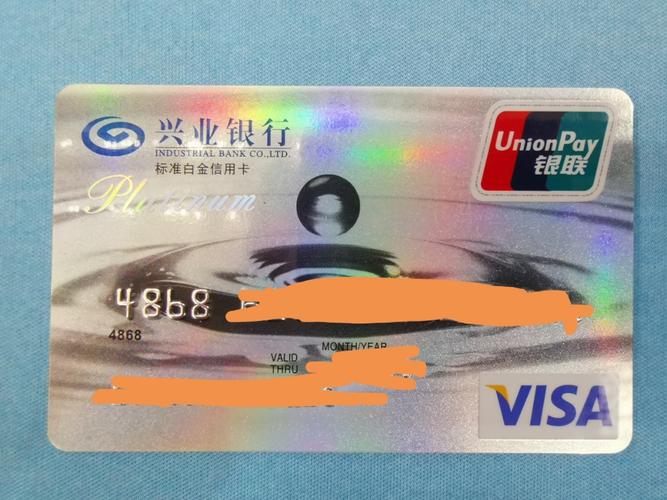 兴业银行
INDUSTRIAL BANK CO.,LTD.
标准白金信用卡
Platinum
UnionPay
银联
4868
4868
MONTH/YEAR
VALID
THRU
VISA